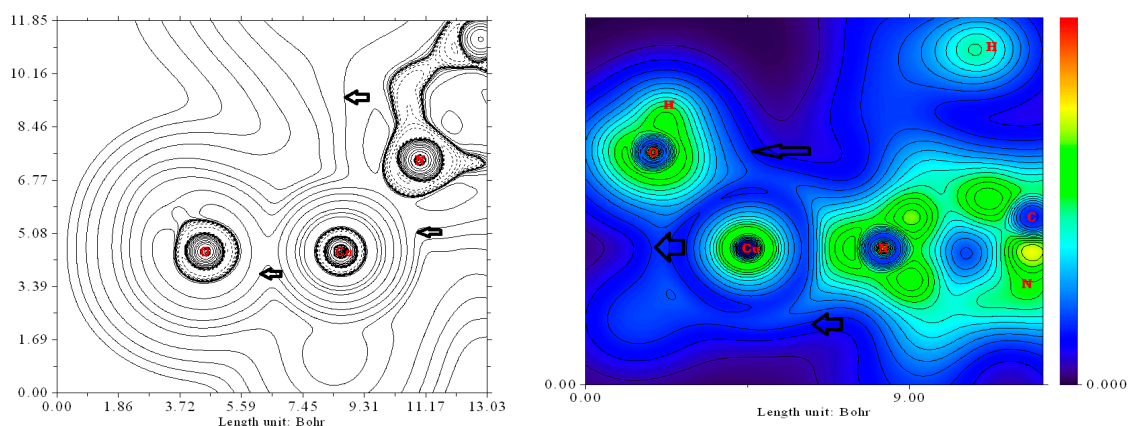 11.85
10.16
8.46
6.77
5.08
3.39
1.69
0.00
Cu
0.00 1.86 3.72 5.59 7.45 9.31 11.17 13.03
Length unit: Bohr
H
H
C
Cu
N
0.00
0.000
0.00 9.00
Length unit: Bohr